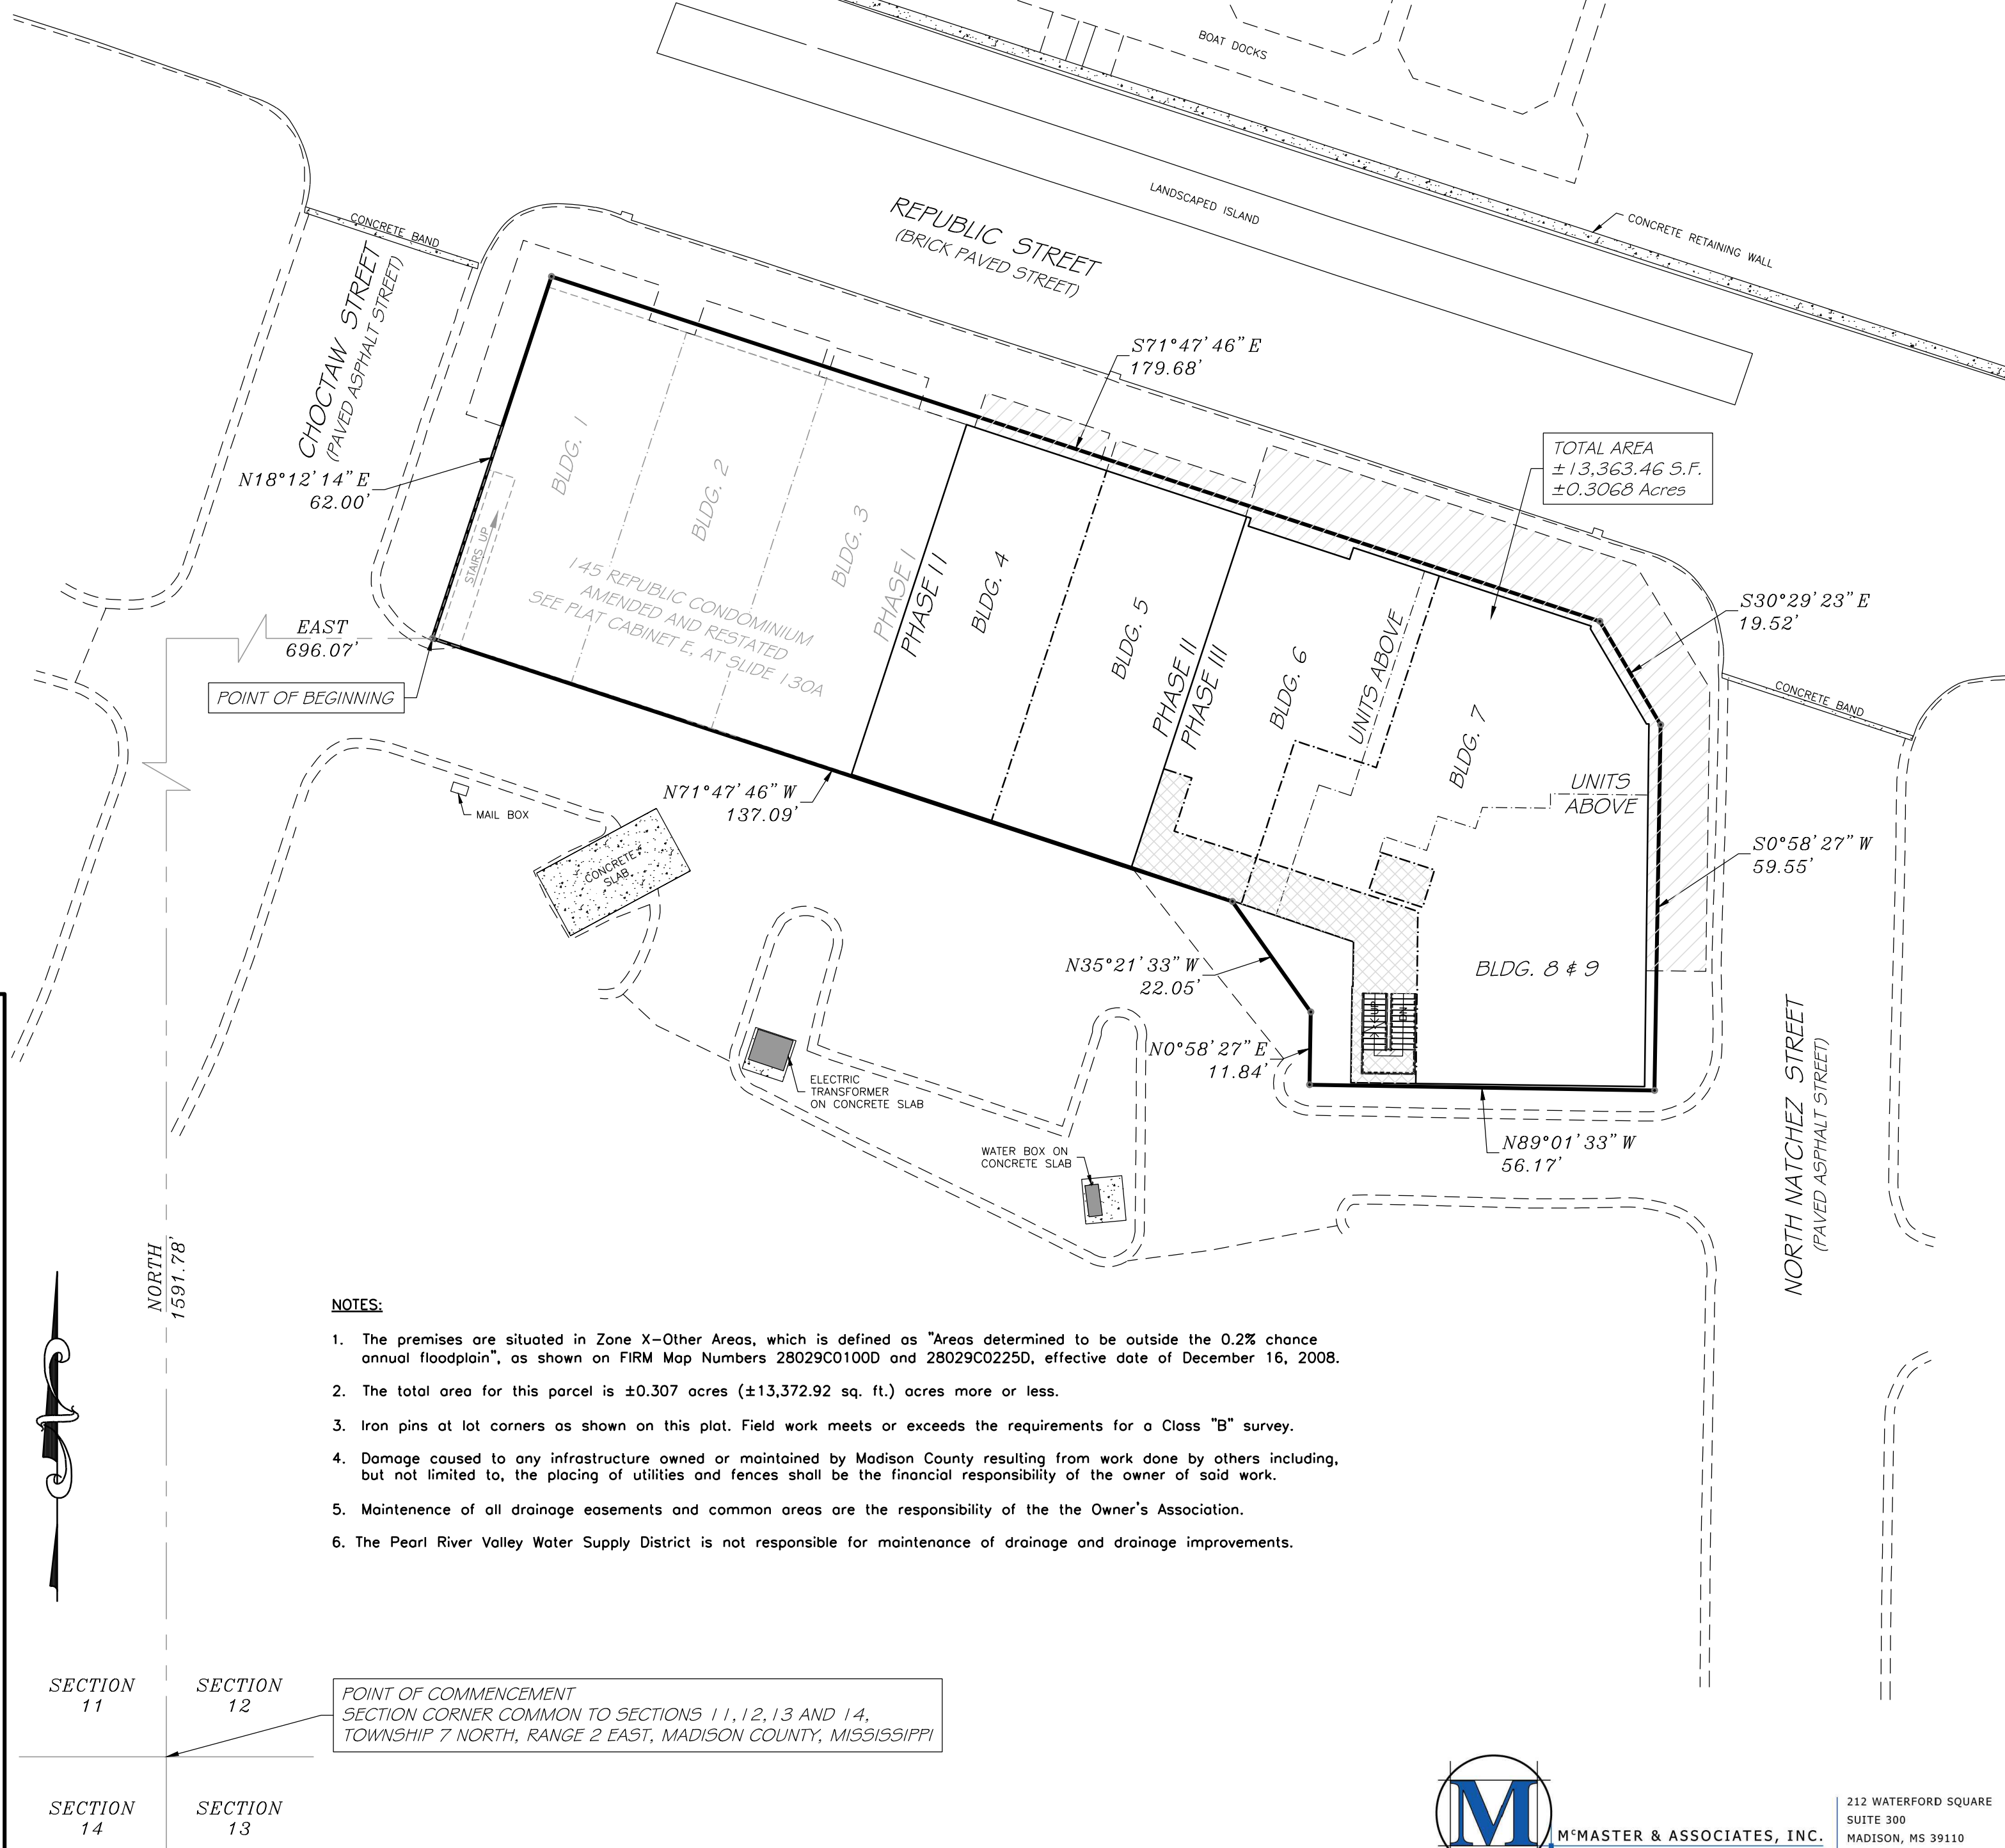 BOAT DOCKS
LANDSCAPED ISLAND
CONCRETE RETAINING WALL
REPUBLIC STREET
(BRICK PAVED STREET)
CONCRETE BAND
CHOCTAW STREET
(PAVED ASPHALT STREET)
S71°47'46"E
179.68'
TOTAL AREA
±13,363.46 S.F.
±0.3068 Acres
N18°12'14"E
62.00'
STAIRS UP
BLDG. 1
BLDG. 2
BLDG. 3
PHASE I
PHASE II
BLDG. 4
BLDG. 5
PHASE II
PHASE III
BLDG. 6
UNITS ABOVE
BLDG. 7
145 REPUBLIC CONDOMINIUM
AMENDED AND RESTATED
SEE PLAT CABINET E, AT SLIDE 130A
S30°29'23"E
19.52'
EAST
696.07'
POINT OF BEGINNING
CONCRETE BAND
UNITS
ABOVE
N71°47'46"W
137.09'
MAIL BOX
CONCRETE
SLAB
S0°58'27"W
59.55'
N35°21'33"W
22.05'
BLDG. 8 & 9
UP
DN
N0°58'27"E
11.84'
ELECTRIC
TRANSFORMER
ON CONCRETE SLAB
WATER BOX ON
CONCRETE SLAB
N89°01'33"W
56.17'
NORTH NATCHEZ STREET
(PAVED ASPHALT STREET)
NORTH
1591.78'
NOTES:
1. The premises are situated in Zone X-Other Areas, which is defined as "Areas determined to be outside the 0.2% chance
annual floodplain", as shown on FIRM Map Numbers 28029C0100D and 28029C0225D, effective date of December 16, 2008.
2. The total area for this parcel is ±0.307 acres (±13,372.92 sq. ft.) acres more or less.
3. Iron pins at lot corners as shown on this plat. Field work meets or exceeds the requirements for a Class "B" survey.
4. Damage caused to any infrastructure owned or maintained by Madison County resulting from work done by others including,
but not limited to, the placing of utilities and fences shall be the financial responsibility of the owner of said work.
5. Maintenence of all drainage easements and common areas are the responsibility of the the Owner's Association.
6. The Pearl River Valley Water Supply District is not responsible for maintenance of drainage and drainage improvements.
SECTION
11
SECTION
12
POINT OF COMMENCEMENT
SECTION CORNER COMMON TO SECTIONS 11,12,13 AND 14,
TOWNSHIP 7 NORTH, RANGE 2 EAST, MADISON COUNTY, MISSISSIPPI
SECTION
14
SECTION
13
M
McMASTER & ASSOCIATES, INC.
212 WATERFORD SQUARE
SUITE 300
MADISON, MS 39110